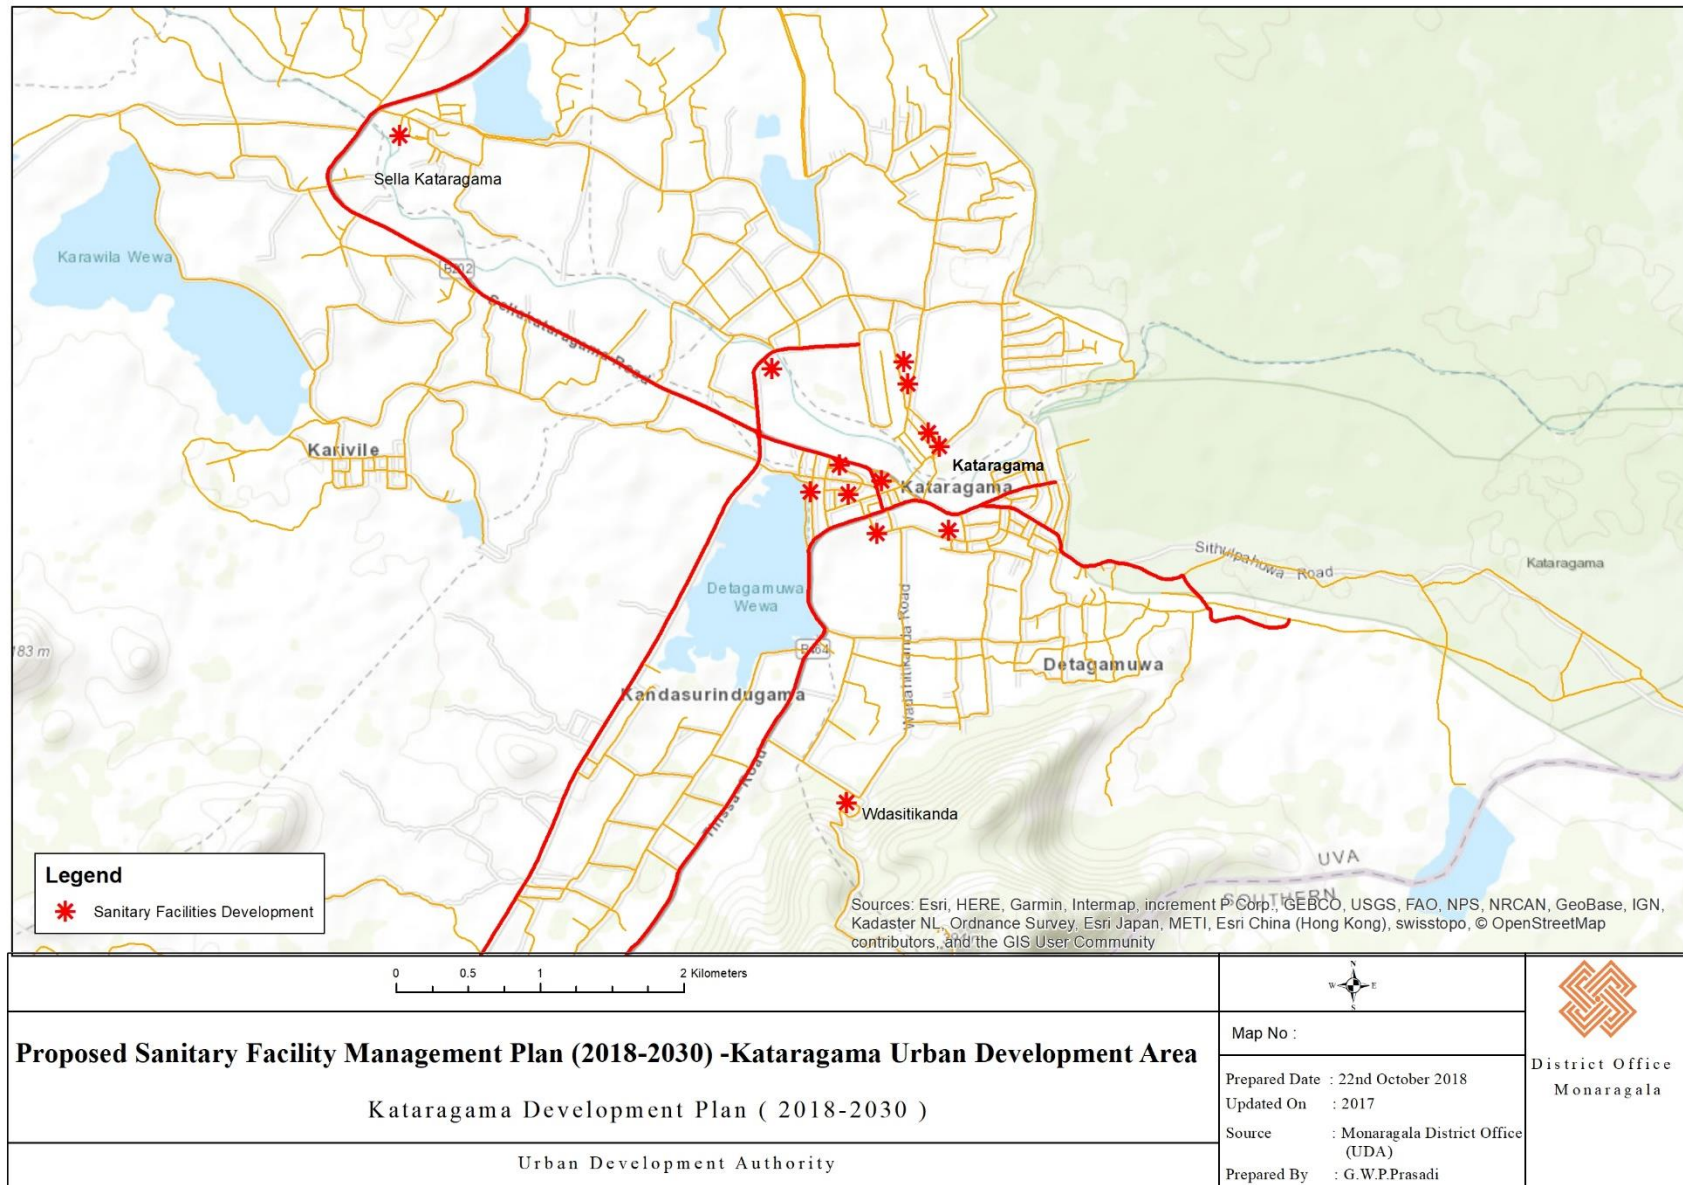 Sella Kataragama
Karawila Wewa
B202
Sellakataragama Road
Karivile
Kataragama
Kataragama
Sithulpahuwa Road
Kataragama
Detagamuwa
Wewa
Wadanukanda Road
B464
Detagamuwa
Kandasurindugama
183 m
Thissa Road
Wdasitikanda
UVA
SOUTHERN
Legend
Sanitary Facilities Development
Sources: Esri, HERE, Garmin, Intermap, increment P Corp., GEBCO, USGS, FAO, NPS, NRCAN, GeoBase, IGN,
Kadaster NL, Ordnance Survey, Esri Japan, METI, Esri China (Hong Kong), swisstopo, © OpenStreetMap
contributors, and the GIS User Community
0 0.5 1 2 Kilometers
N
W E
S
Proposed Sanitary Facility Management Plan (2018-2030) -Kataragama Urban Development Area
Kataragama Development Plan ( 2018-2030 )
Urban Development Authority
Map No :
Prepared Date : 22nd October 2018
Updated On : 2017
Source : Monaragala District Office
(UDA)
Prepared By : G.W.P.Prasadi
District Office
Monaragala